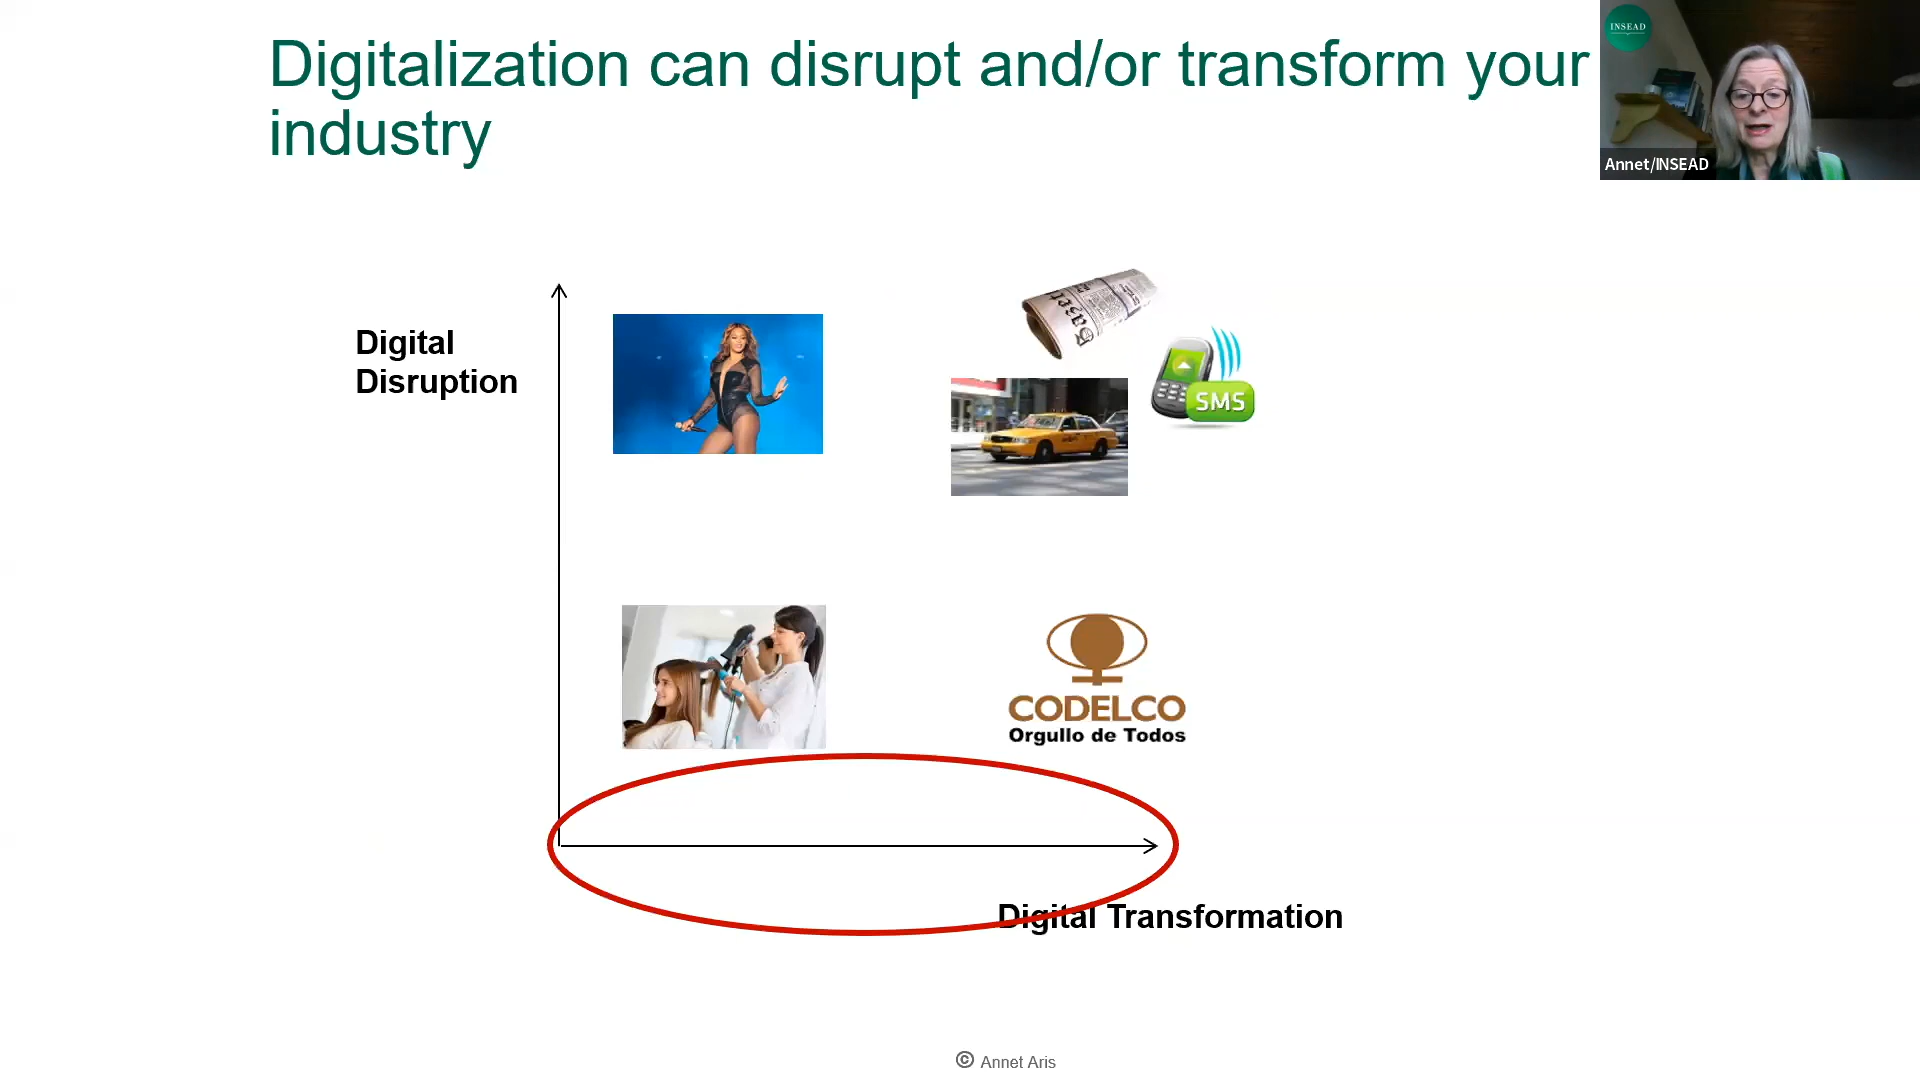 Digitalization can disrupt and/or transform your
industry
INSEAD
Annet/INSEAD
Digital
Disruption
SMS
CODELCO
Orgullo de Todos
Digital Transformation
© Annet Aris